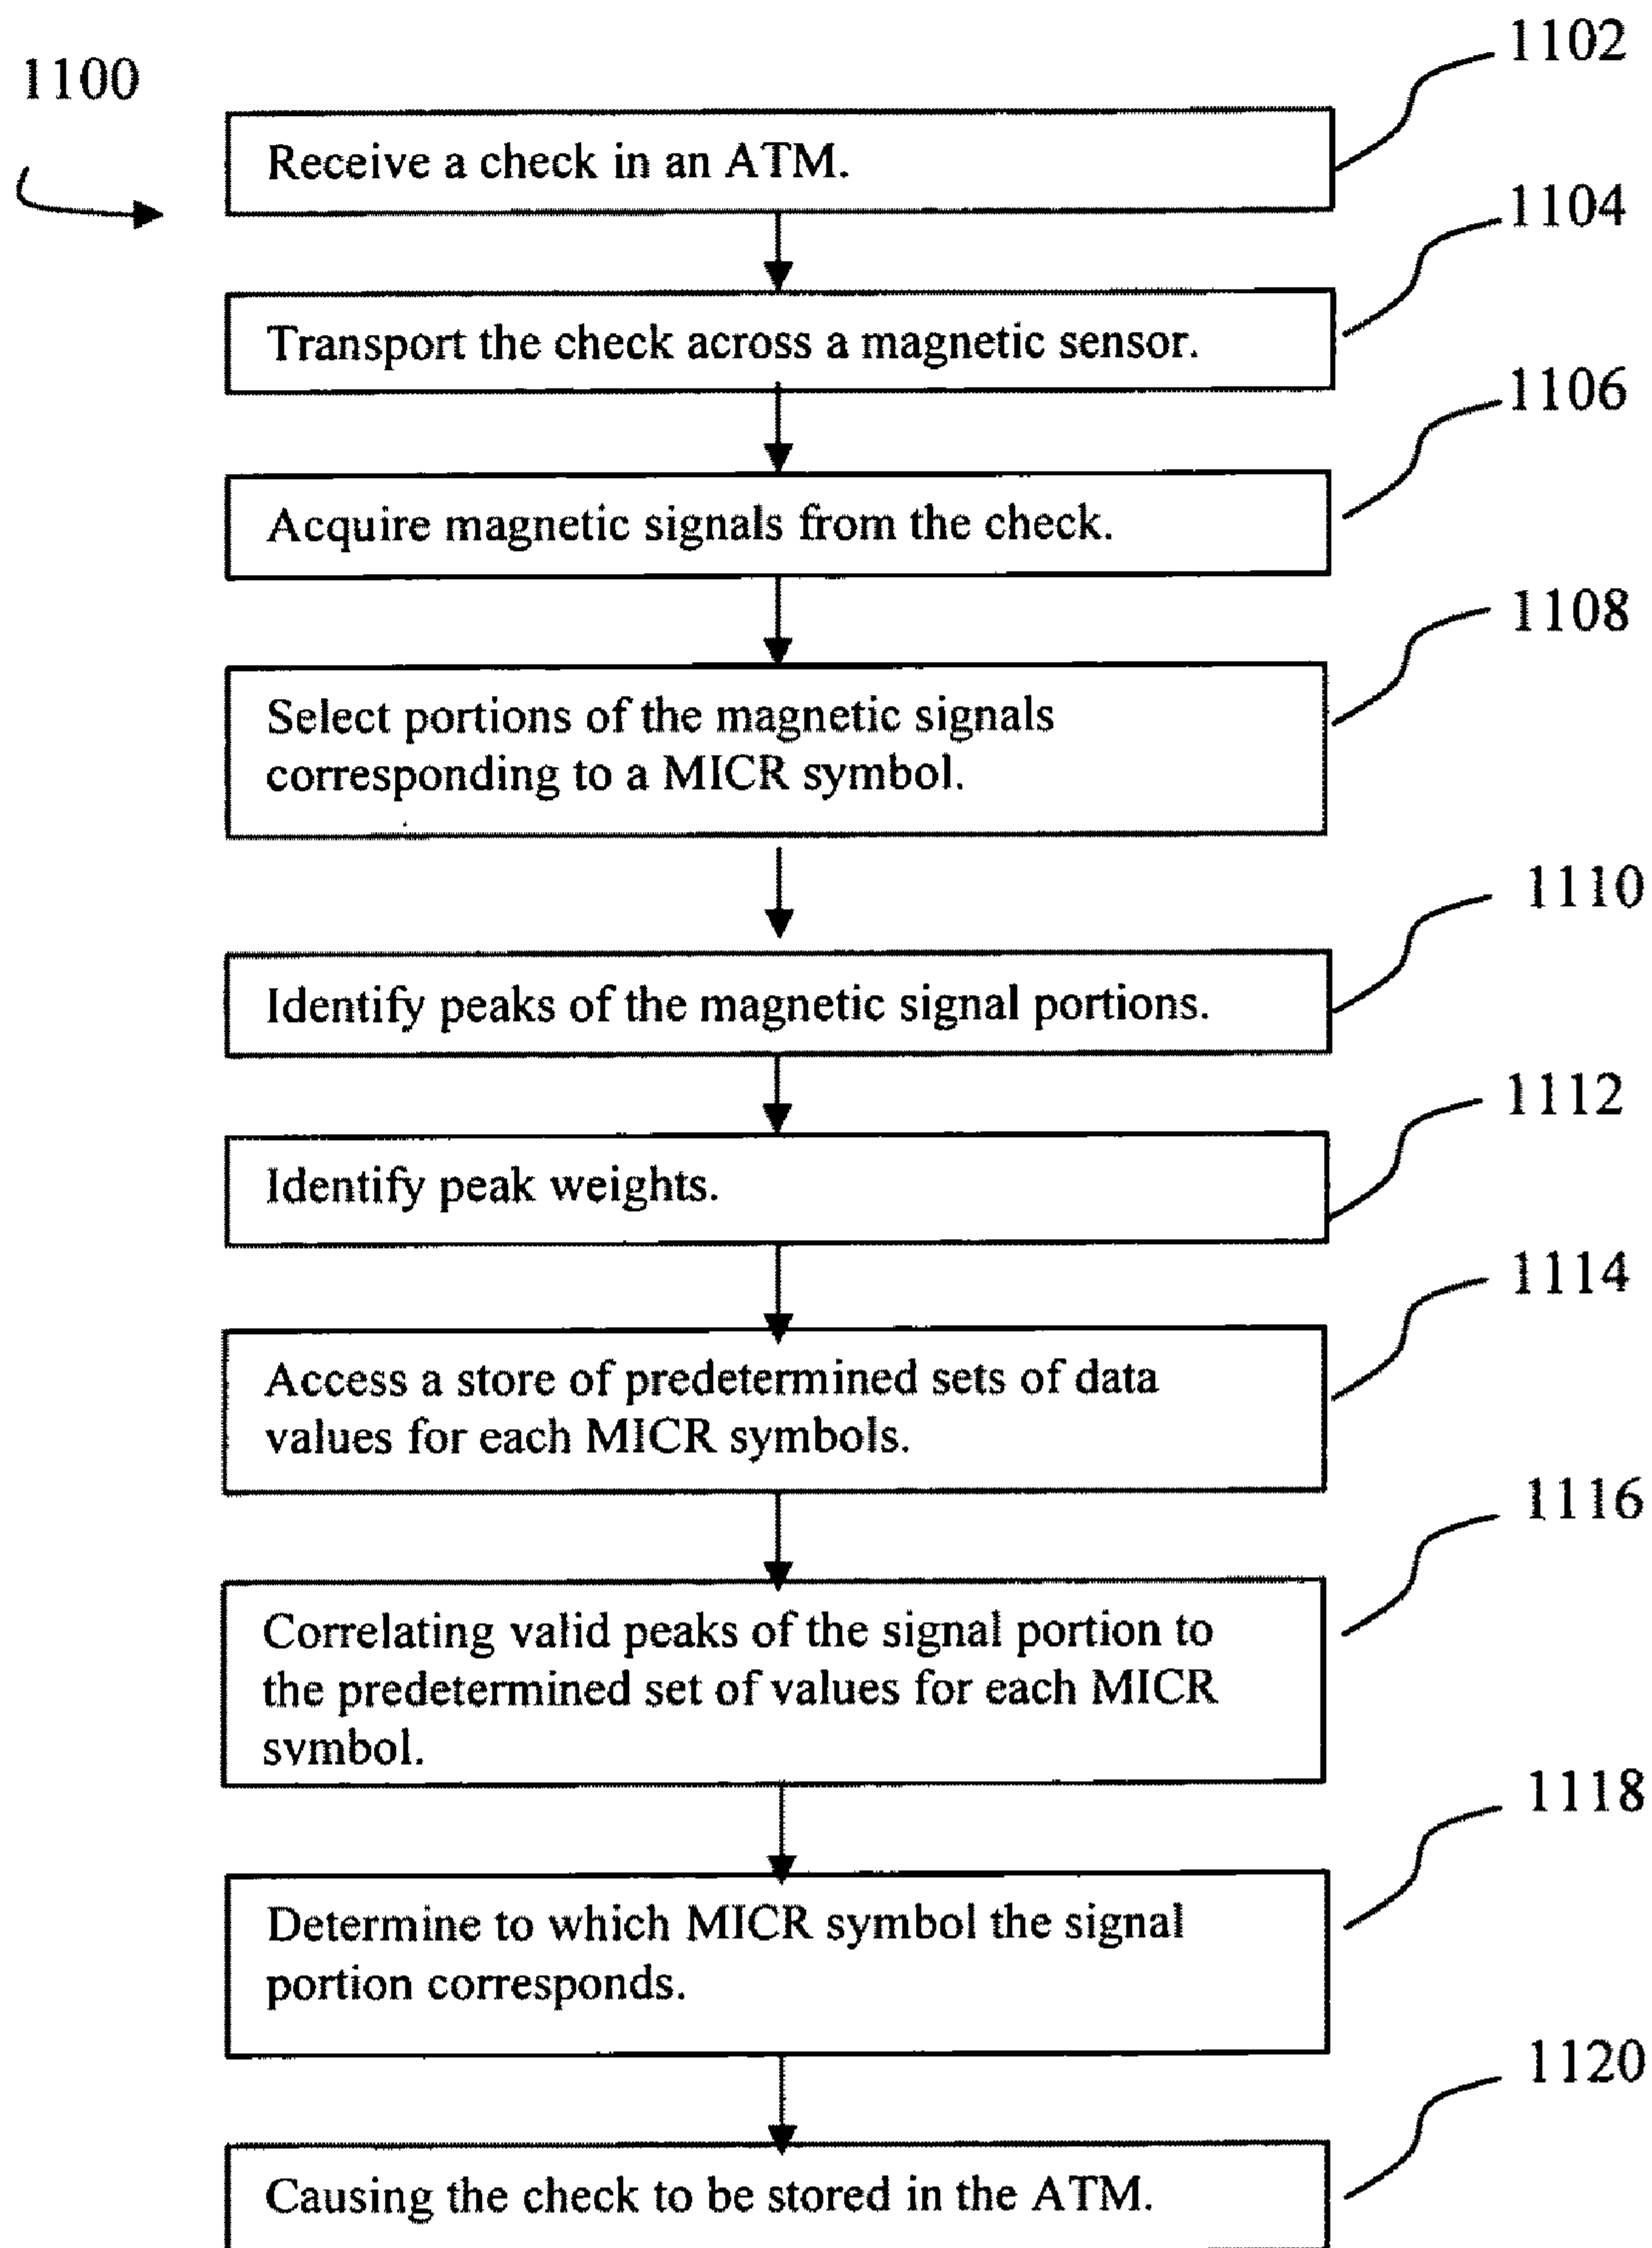 1100
1102
Receive a check in an ATM.
1104
Transport the check across a magnetic sensor.
1106
Acquire magnetic signals from the check.
1108
Select portions of the magnetic signals
corresponding to a MICR symbol.
1110
Identify peaks of the magnetic signal portions.
1112
Identify peak weights.
1114
Access a store of predetermined sets of data
values for each MICR symbols.
1116
Correlating valid peaks of the signal portion to
the predetermined set of values for each MICR
symbol.
1118
Determine to which MICR symbol the signal
portion corresponds.
1120
Causing the check to be stored in the ATM.